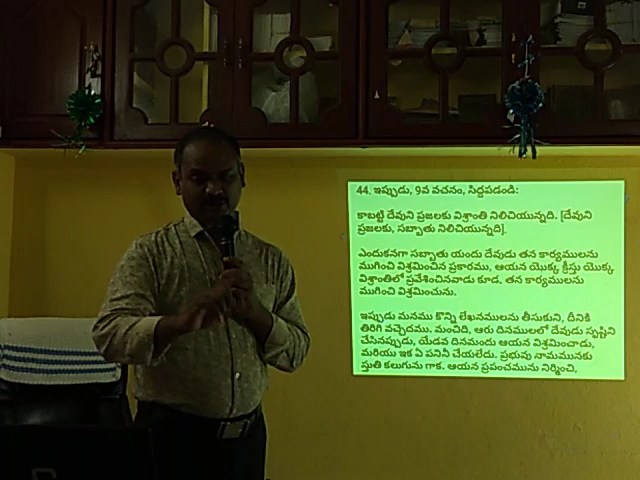 44. ఇప్పుడు, 9వ వచనం, సిద్దపడండి:
కాబట్టి దేవుని ప్రజలకు విశ్రాంతి నిలిచియున్నది. [దేవుని
ప్రజలకు, సబ్బాతు నిలిచియున్నది].
ఎందుకనగా సబ్బాతు యందు దేవుడు తన కార్యములను
ముగించి విశ్రమించిన ప్రకారము, ఆయన యొక్క క్రీస్తు యొక్క
విశ్రాంతిలో ప్రవేశించినవాడు కూడ, తన కార్యములను
ముగించి విశ్రమించును.
ఇప్పుడు మనము కొన్ని లేఖనములను తీసుకుని, దీనికి
తిరిగి వచ్చెదము. మంచిది, ఆరు దినములలో దేవుడు సృష్టిని
చేసినప్పుడు, యేడవ దినమందు ఆయన విశ్రమించాడు,
మరియు ఇక ఏ పనినీ చేయలేదు. ప్రభువు నామమునకు
స్తుతి కలుగును గాక. ఆయన ప్రపంచమును నిర్మించి,